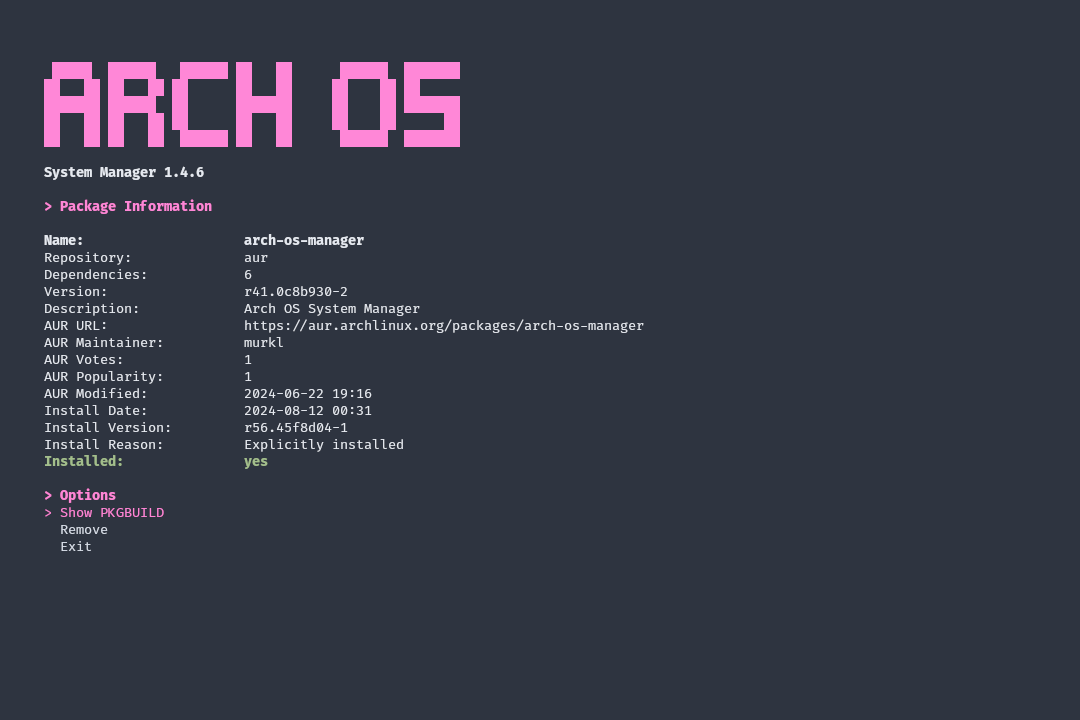 ARCH OS
System Manager 1.4.6
> Package Information
Name: arch-os-manager
Repository: aur
Dependencies: 6
Version: r41.0c8b930-2
Description: Arch OS System Manager
AUR URL: https://aur.archlinux.org/packages/arch-os-manager
AUR Maintainer: murkl
AUR Votes: 1
AUR Popularity: 1
AUR Modified: 2024-06-22 19:16
Install Date: 2024-08-12 00:31
Install Version: r56.45f8d04-1
Install Reason: Explicitly installed
Installed: yes
> Options
> Show PKGBUILD
Remove
Exit